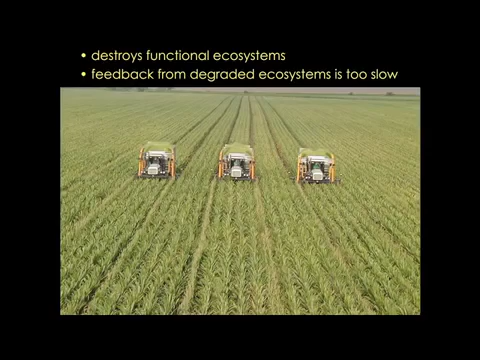 • destroys functional ecosystems
• feedback from degraded ecosystems is too slow